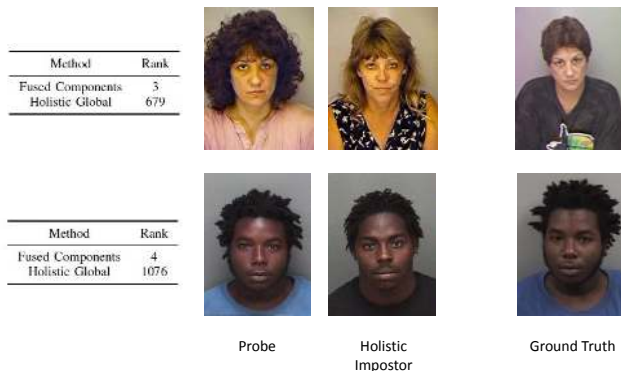 Method Rank
Fused Components 3
Holistic Global 679
Method Rank
Fused Components 4
Holistic Global 1076
Probe
Holistic
Impostor
Ground Truth